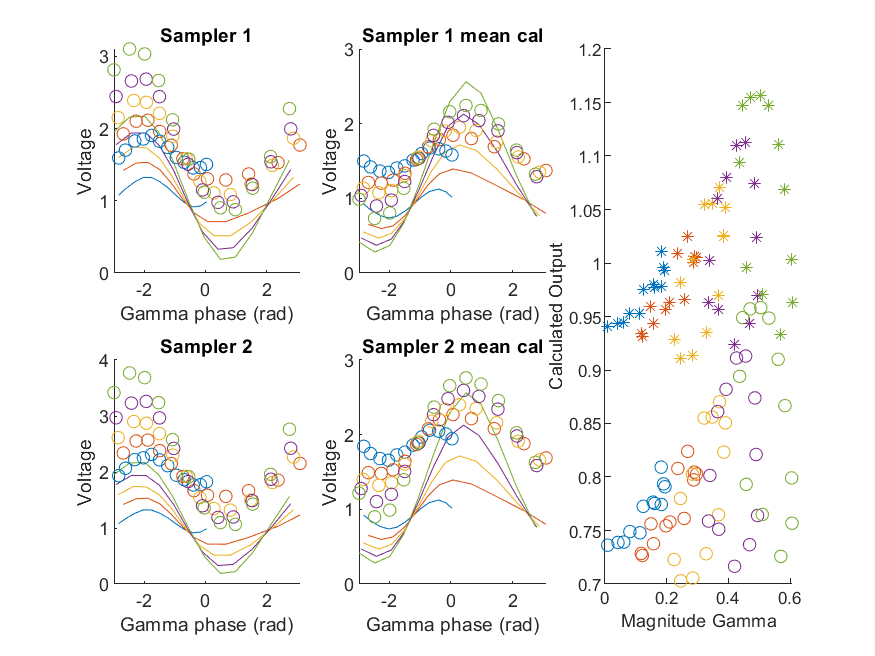 Sampler 1
3
2
1
0
Voltage
-2 0 2
Gamma phase (rad)
Sampler 1 mean cal
3
2
1
0
Voltage
-2 0 2
Gamma phase (rad)
Sampler 2
4
3
2
1
0
Voltage
-2 0 2
Gamma phase (rad)
Sampler 2 mean cal
3
2
1
0
Voltage
-2 0 2
Gamma phase (rad)
1.2
1.15
1.1
1.05
1
0.95
0.9
0.85
0.8
0.75
0.7
Calculated Output
0 0.2 0.4 0.6
Magnitude Gamma